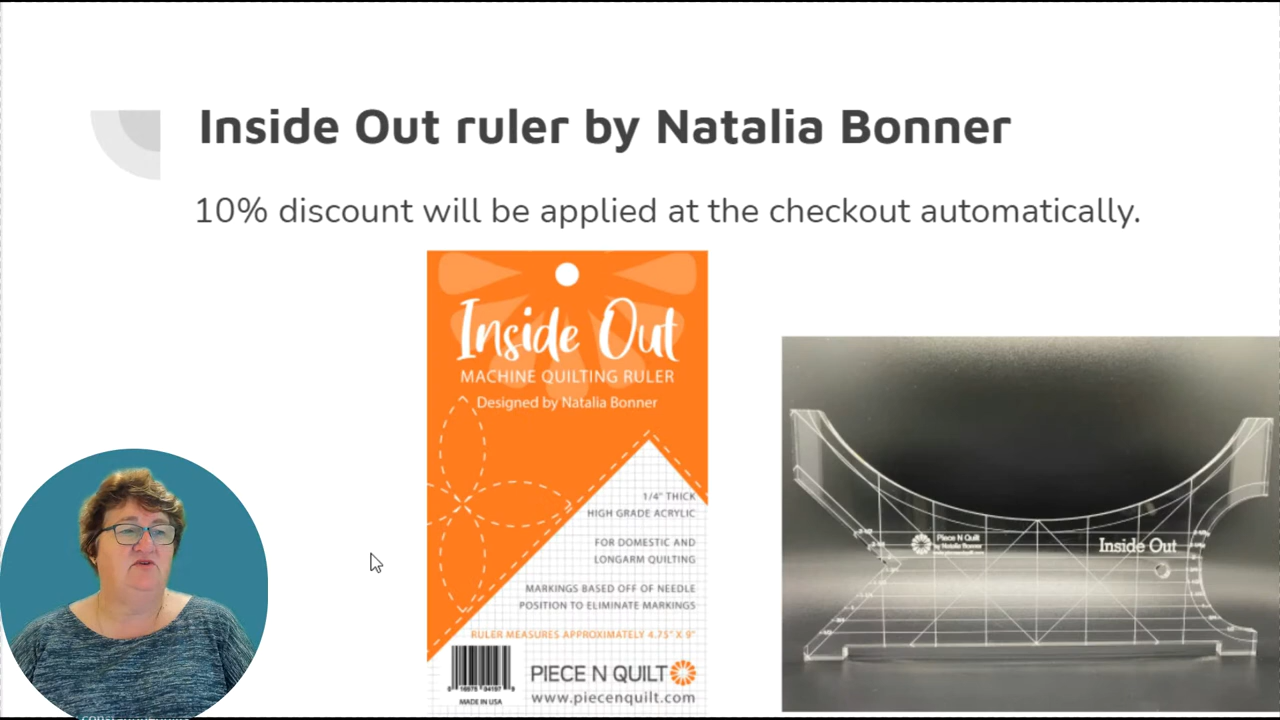 Inside Out ruler by Natalia Bonner
10% discount will be applied at the checkout automatically.
Inside Out
MACHINE QUILTING RULER
Designed by Natalia Bonner
1/4" THICK
HIGH GRADE ACRYLIC
FOR DOMESTIC AND
LONGARM QUILTING
MARKINGS BASED OFF OF NEEDLE
POSITION TO ELIMINATE MARKINGS
RULER MEASURES APPROXIMATELY 4.75" X 9"
MADE IN USA
PIECE N QUILT
www.piecenquilt.com
Piece N Quilt
by Natalia Bonner
www.piecenquilt.com
Inside Out